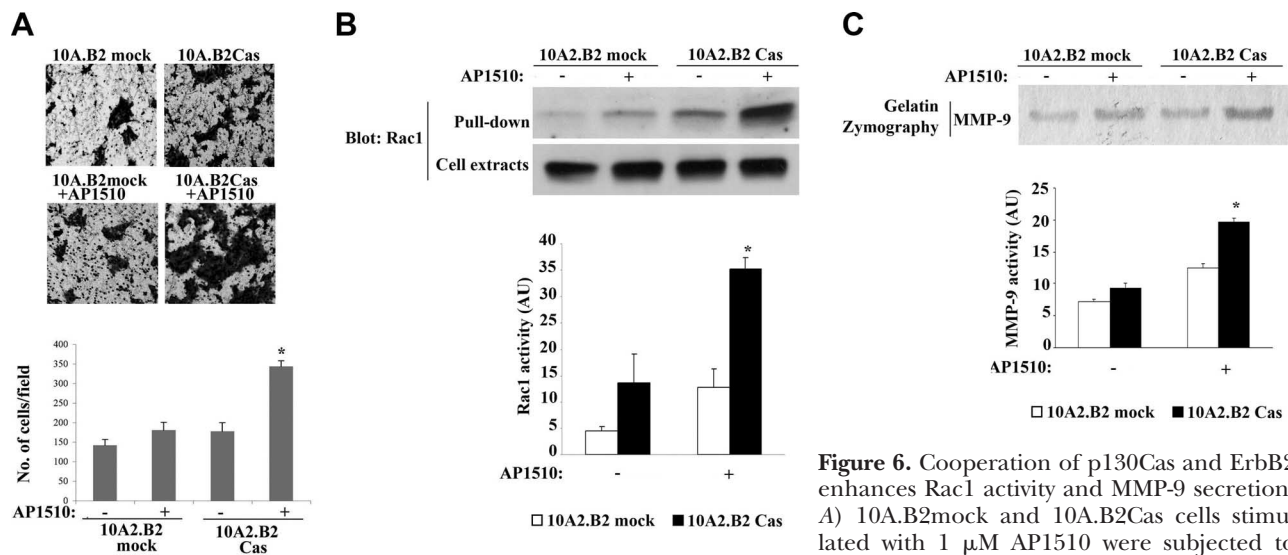 A
10A.B2 mock 10A.B2Cas
10A.B2mock
+AP1510
10A.B2Cas
+AP1510
No. of cells/field
400
350
300
250
200
150
100
50
0
*
AP1510: - + - +
10A2.B2
mock
10A2.B2
Cas
B
10A2.B2 mock 10A2.B2 Cas
AP1510: - + - +
Blot: Rac1
Pull-down
Cell extracts
Rac1 activity (AU)
40
35
30
25
20
15
10
5
0
*
AP1510: - +
10A2.B2 mock 10A2.B2 Cas
C
10A2.B2 mock 10A2.B2 Cas
AP1510: - + - +
Gelatin
Zymography
MMP-9
MMP-9 activity (AU)
25
20
15
10
5
0
*
AP1510: - +
10A2.B2 mock 10A2.B2 Cas
Figure 6. Cooperation of p130Cas and ErbB2
enhances Rac1 activity and MMP-9 secretion.
A) 10A.B2mock and 10A.B2Cas cells stimu-
lated with 1 μM AP1510 were subjected to